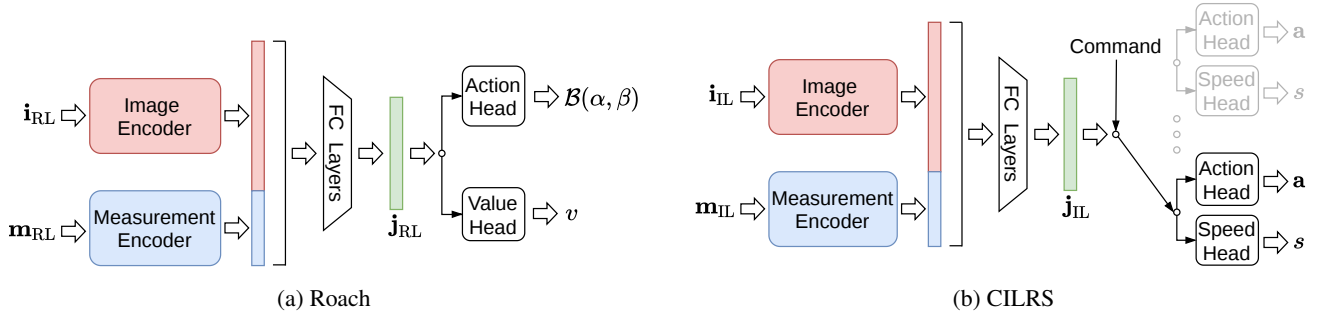 i_RL
Image
Encoder
m_RL
Measurement
Encoder
FC Layers
j_RL
Action
Head
B(α, β)
Value
Head
v
(a) Roach
i_IL
Image
Encoder
m_IL
Measurement
Encoder
FC Layers
j_IL
Command
Action
Head
a
Speed
Head
s
Action
Head
a
Speed
Head
s
(b) CILRS